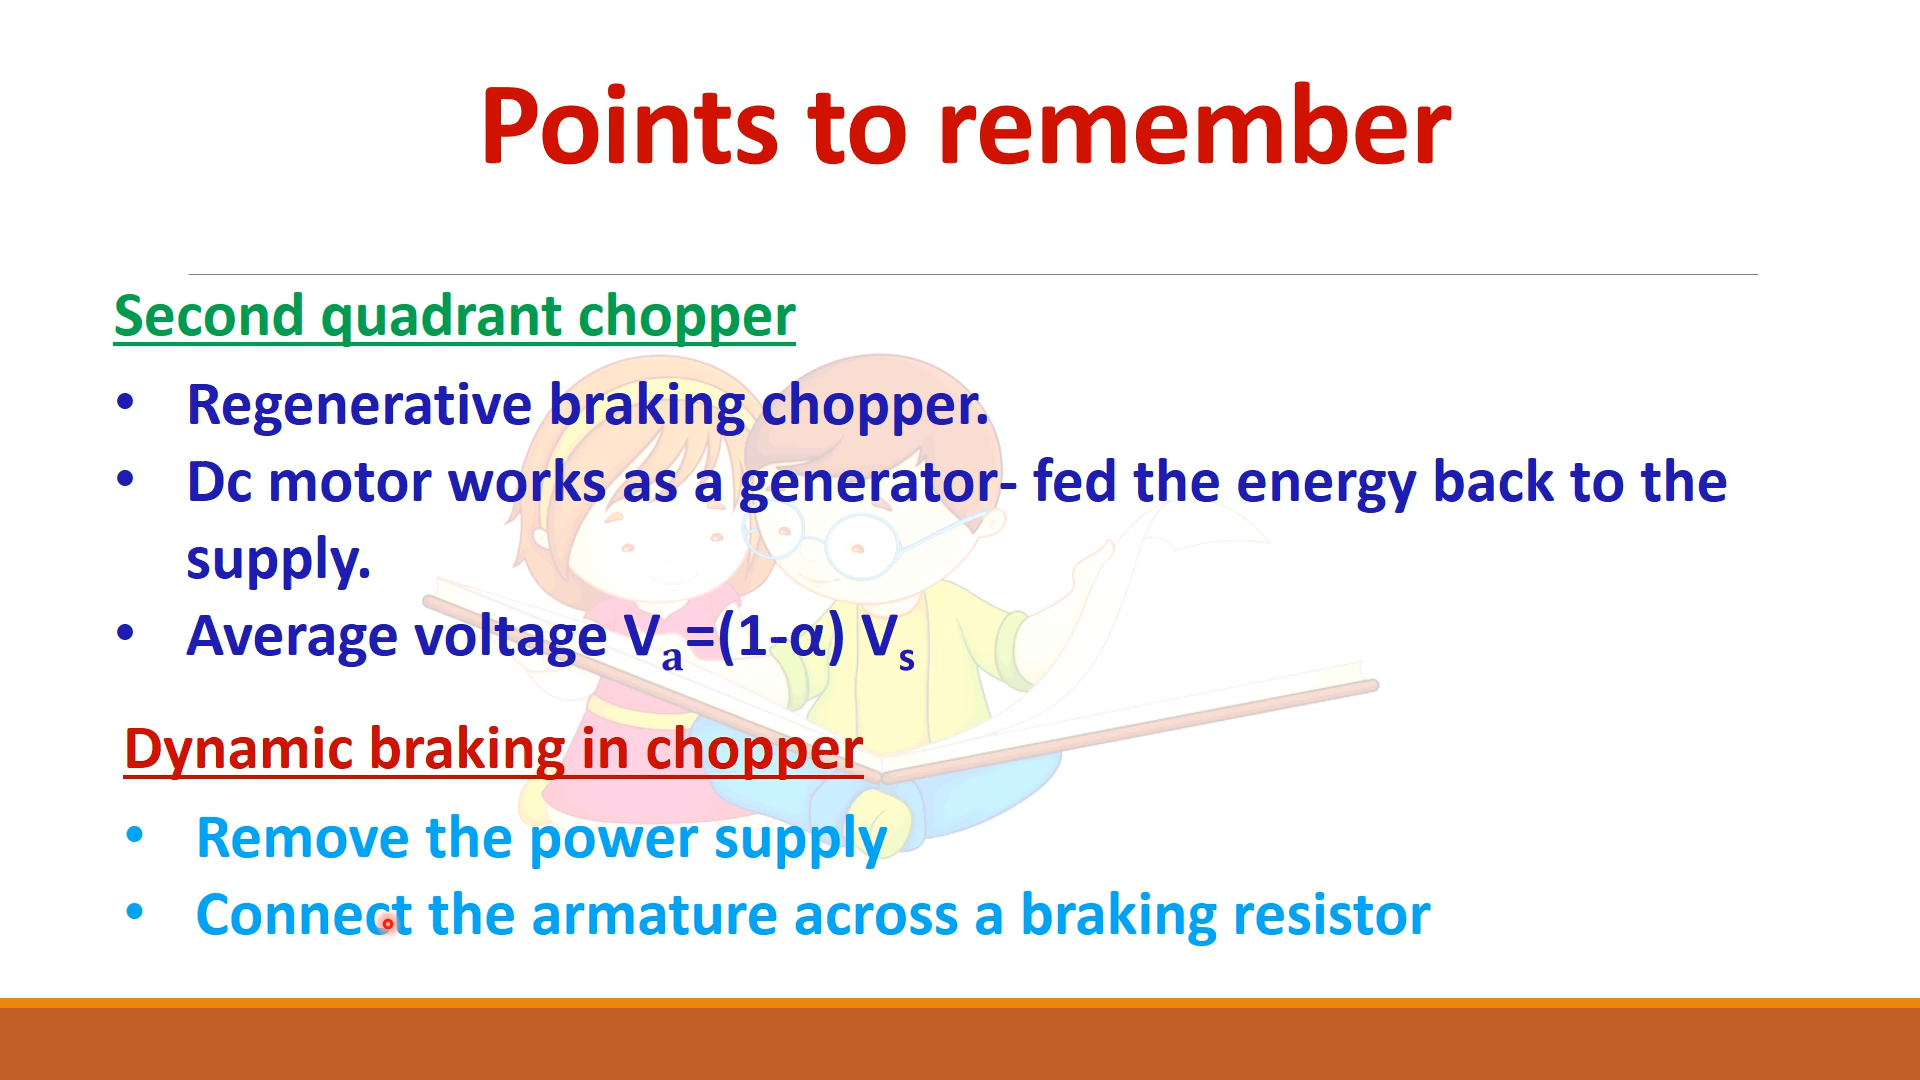 Points to remember
Second quadrant chopper
• Regenerative braking chopper.
• Dc motor works as a generator- fed the energy back to the
supply.
• Average voltage Va=(1-α) Vs
Dynamic braking in chopper
• Remove the power supply
• Connect the armature across a braking resistor